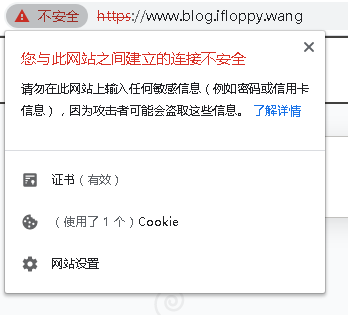 不安全 https://www.blog.ifloppy.wang
您与此网站之间建立的连接不安全
请勿在此网站上输入任何敏感信息（例如密码或信用卡
信息），因为攻击者可能会盗取这些信息。 了解详情
证书（有效）
（使用了 1 个）Cookie
网站设置